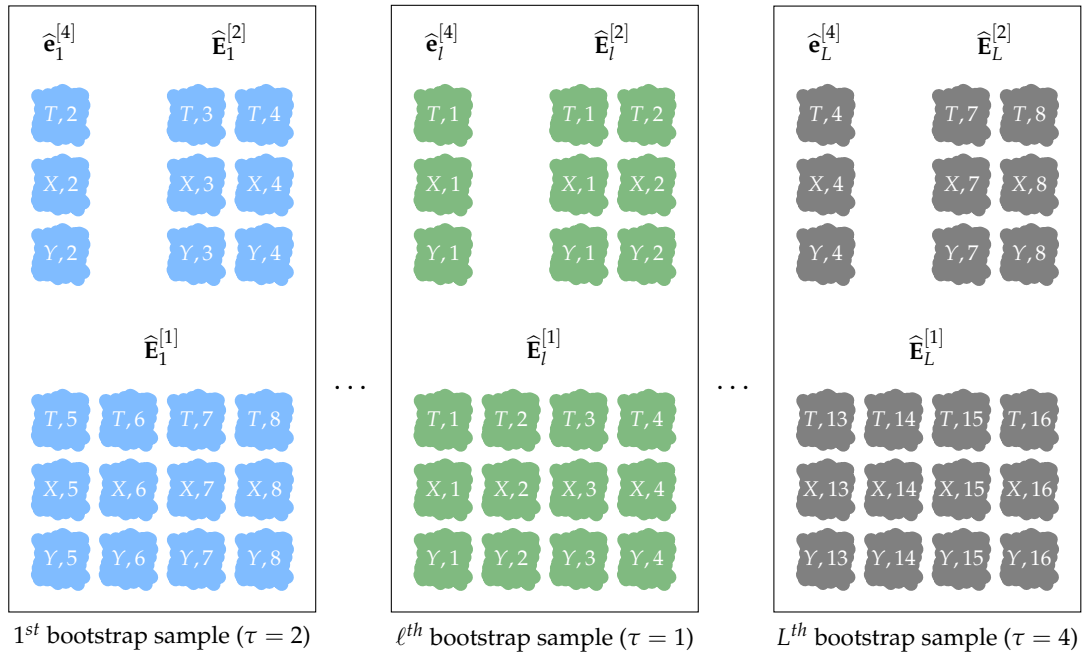 ê₁^[4] Ê₁^[2]
T, 2 T, 3 T, 4
X, 2 X, 3 X, 4
Y, 2 Y, 3 Y, 4
Ê₁^[1]
T, 5 T, 6 T, 7 T, 8
X, 5 X, 6 X, 7 X, 8
Y, 5 Y, 6 Y, 7 Y, 8
1^st bootstrap sample (τ = 2)
...
ê_l^[4] Ê_l^[2]
T, 1 T, 1 T, 2
X, 1 X, 1 X, 2
Y, 1 Y, 1 Y, 2
Ê_l^[1]
T, 1 T, 2 T, 3 T, 4
X, 1 X, 2 X, 3 X, 4
Y, 1 Y, 2 Y, 3 Y, 4
ℓ^th bootstrap sample (τ = 1)
...
ê_L^[4] Ê_L^[2]
T, 4 T, 7 T, 8
X, 4 X, 7 X, 8
Y, 4 Y, 7 Y, 8
Ê_L^[1]
T, 13 T, 14 T, 15 T, 16
X, 13 X, 14 X, 15 X, 16
Y, 13 Y, 14 Y, 15 Y, 16
L^th bootstrap sample (τ = 4)